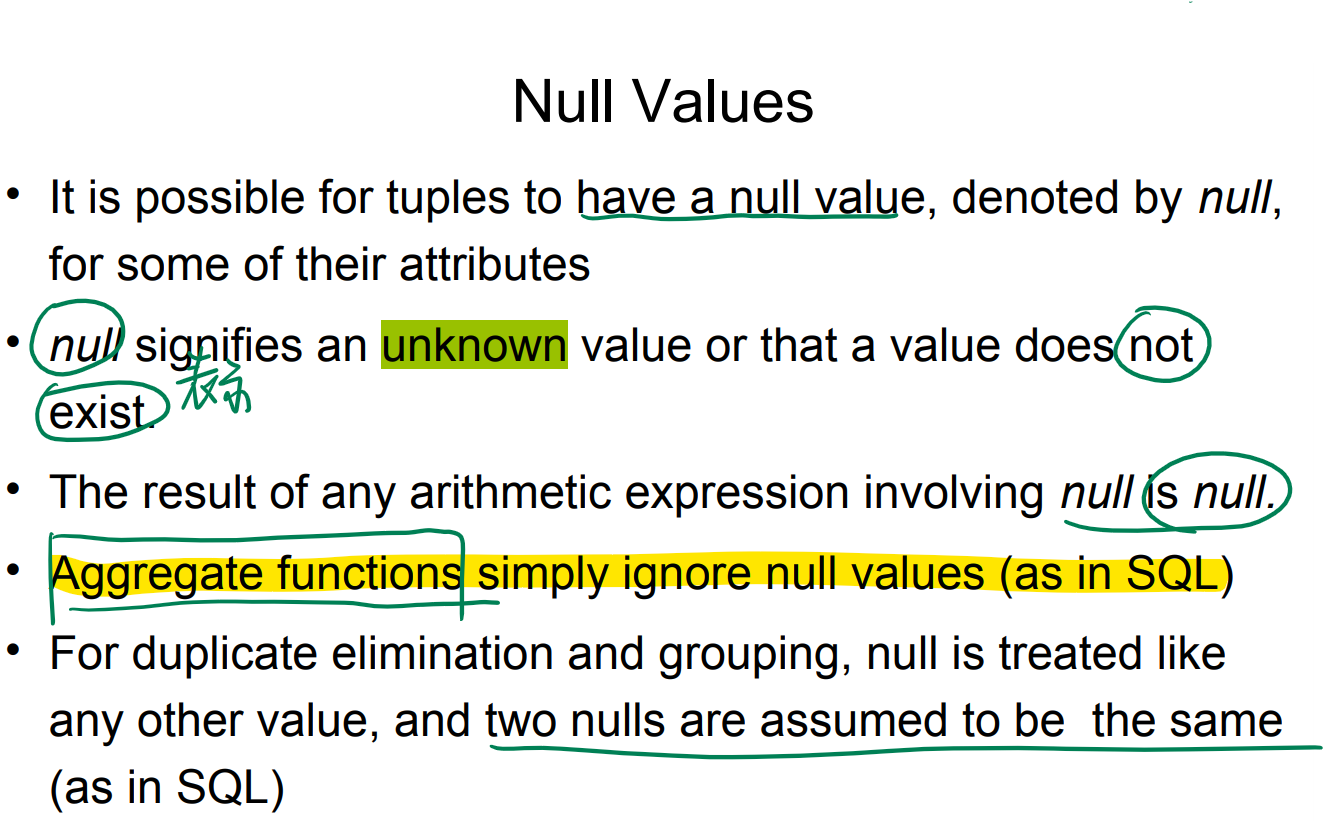 Null Values
• It is possible for tuples to have a null value, denoted by null,
for some of their attributes
• null signifies an unknown value or that a value does not
exist.
表示
• The result of any arithmetic expression involving null is null.
• Aggregate functions simply ignore null values (as in SQL)
• For duplicate elimination and grouping, null is treated like
any other value, and two nulls are assumed to be the same
(as in SQL)